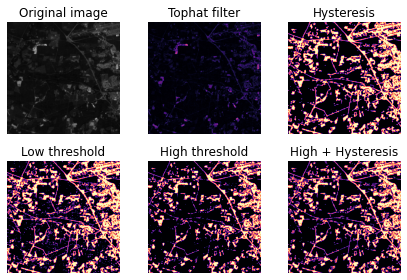 Original image
Tophat filter
Hysteresis
Low threshold
High threshold
High + Hysteresis